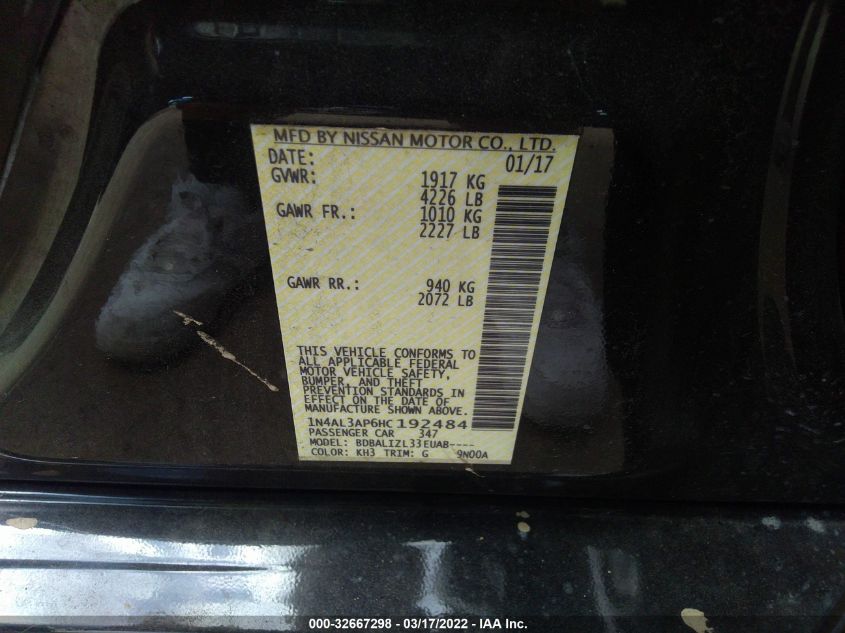 MFD BY NISSAN MOTOR CO., LTD.
DATE: 01/17
GVWR: 1917 KG
4226 LB
GAWR FR.: 1010 KG
2227 LB
GAWR RR.: 940 KG
2072 LB
THIS VEHICLE CONFORMS TO
ALL APPLICABLE FEDERAL
MOTOR VEHICLE SAFETY,
BUMPER, AND THEFT
PREVENTION STANDARDS IN
EFFECT ON THE DATE OF
MANUFACTURE SHOWN ABOVE.
1N4AL3AP6HC192484
PASSENGER CAR 347
MODEL: BDBALIZL33EUAB----
COLOR: KH3 TRIM: G 9N00A
000-32667298 - 03/17/2022 - IAA Inc.